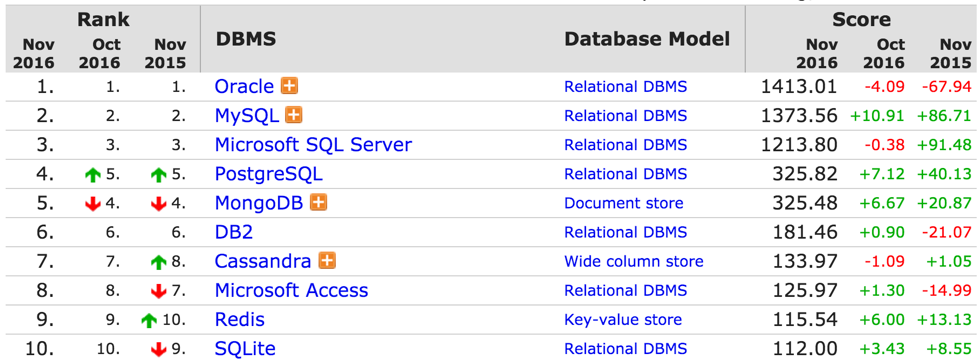 Rank Score
Nov Oct Nov DBMS Database Model Nov Oct Nov
2016 2016 2015 2016 2016 2015
1. 1. 1. Oracle Relational DBMS 1413.01 -4.09 -67.94
2. 2. 2. MySQL Relational DBMS 1373.56 +10.91 +86.71
3. 3. 3. Microsoft SQL Server Relational DBMS 1213.80 -0.38 +91.48
4. 5. 5. PostgreSQL Relational DBMS 325.82 +7.12 +40.13
5. 4. 4. MongoDB Document store 325.48 +6.67 +20.87
6. 6. 6. DB2 Relational DBMS 181.46 +0.90 -21.07
7. 7. 8. Cassandra Wide column store 133.97 -1.09 +1.05
8. 8. 7. Microsoft Access Relational DBMS 125.97 +1.30 -14.99
9. 9. 10. Redis Key-value store 115.54 +6.00 +13.13
10. 10. 9. SQLite Relational DBMS 112.00 +3.43 +8.55